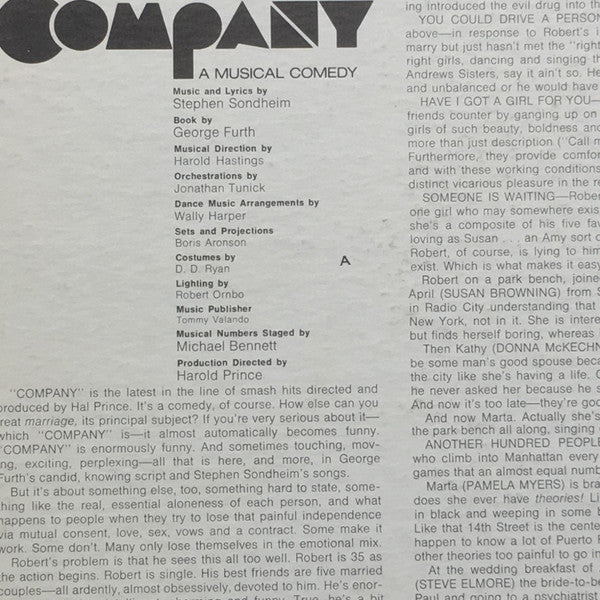 COMPANY
A MUSICAL COMEDY
Music and Lyrics by
Stephen Sondheim
Book by
George Furth
Musical Direction by
Harold Hastings
Orchestrations by
Jonathan Tunick
Dance Music Arrangements by
Wally Harper
Sets and Projections
Boris Aronson
Costumes by
D. D. Ryan
Lighting by
Robert Ornbo
Music Publisher
Tommy Valando
Musical Numbers Staged by
Michael Bennett
Production Directed by
Harold Prince
A
"COMPANY" is the latest in the line of smash hits directed and
produced by Hal Prince. It's a comedy, of course. How else can you
reat marriage, its principal subject? If you're very serious about it—
which "COMPANY" is—it almost automatically becomes funny.
"COMPANY" is enormously funny. And sometimes touching, mov-
ng, exciting, perplexing—all that is here, and more, in George
Furth's candid, knowing script and Stephen Sondheim's songs.
But it's about something else, too, something hard to state, some-
thing like the real, essential aloneness of each person, and what
happens to people when they try to lose that painful independence
via mutual consent, love, sex, vows and a contract. Some make it
work. Some don't. Many only lose themselves in the emotional mix.
Robert's problem is that he sees this all too well. Robert is 35 as
the action begins. Robert is single. His best friends are five married
couples—all ardently, almost obsessively, devoted to him. He's enor-
and funny. True, he's a bit
ing introduced the evil drug into th
YOU COULD DRIVE A PERSON
above—in response to Robert's i
marry but just hasn't met the "right
right girls, dancing and singing th
Andrews Sisters, say it ain't so. He
and unbalanced or he would have
HAVE I GOT A GIRL FOR YOU—
friends counter by ganging up on
girls of such beauty, boldness and
more than just description ("Call m
Furthermore, they provide comfor
and with these working conditions
distinct vicarious pleasure in the re
SOMEONE IS WAITING—Rober
one girl who may somewhere exis
she's a composite of his five fav
loving as Susan . . , an Amy sort o
Robert, of course, is lying to him
exist. Which is what makes it easy
Robert on a park bench, joine
April (SUSAN BROWNING) from S
in Radio City understanding that
New York, not in it. She is intere
but finds herself boring, whereas
Then Kathy (DONNA McKECHN
be some man's good spouse beca
the city like she's having a life. C
he never asked her because he s
And now it's too late—they're goo
And now Marta. Actually she's
the park bench all along, singing o
ANOTHER HUNDRED PEOPLE
who climb into Manhattan every
games that an almost equal numb
Marta (PAMELA MYERS) is bra
does she ever have theories! Li
in black and weeping in some b
Like that 14th Street is the cente
happen to know a lot of Puerto R
other theories too painful to go in
At the wedding breakfast of A
(STEVE ELMORE) the bride-to-be
Paul and going to a psychiatrist